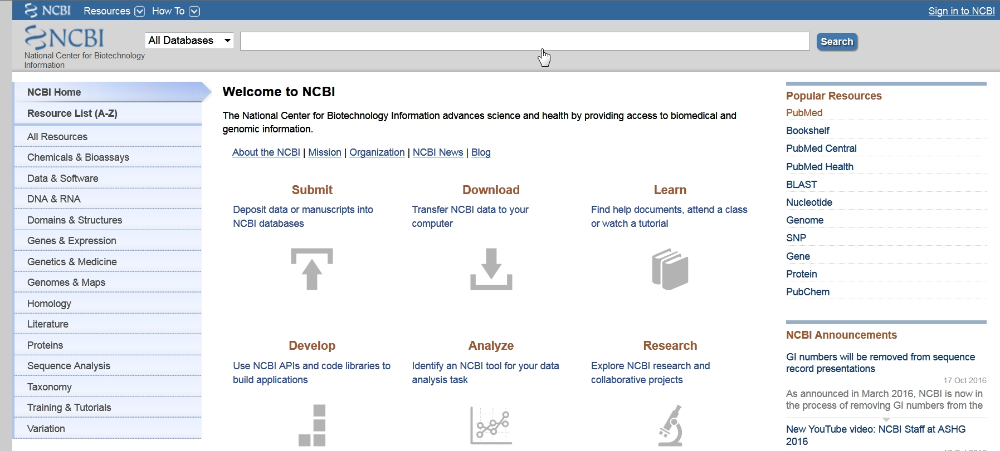 NCBI Resources How To Sign in to NCBI
NCBI All Databases Search
National Center for Biotechnology
Information
NCBI Home
Resource List (A-Z)
All Resources
Chemicals & Bioassays
Data & Software
DNA & RNA
Domains & Structures
Genes & Expression
Genetics & Medicine
Genomes & Maps
Homology
Literature
Proteins
Sequence Analysis
Taxonomy
Training & Tutorials
Variation
Welcome to NCBI
The National Center for Biotechnology Information advances science and health by providing access to biomedical and
genomic information.
About the NCBI | Mission | Organization | NCBI News | Blog
Submit
Deposit data or manuscripts into
NCBI databases
Download
Transfer NCBI data to your
computer
Learn
Find help documents, attend a class
or watch a tutorial
Develop
Use NCBI APIs and code libraries to
build applications
Analyze
Identify an NCBI tool for your data
analysis task
Research
Explore NCBI research and
collaborative projects
Popular Resources
PubMed
Bookshelf
PubMed Central
PubMed Health
BLAST
Nucleotide
Genome
SNP
Gene
Protein
PubChem
NCBI Announcements
GI numbers will be removed from sequence
record presentations
17 Oct 2016
As announced in March 2016, NCBI is now in
the process of removing GI numbers from the
New YouTube video: NCBI Staff at ASHG
2016